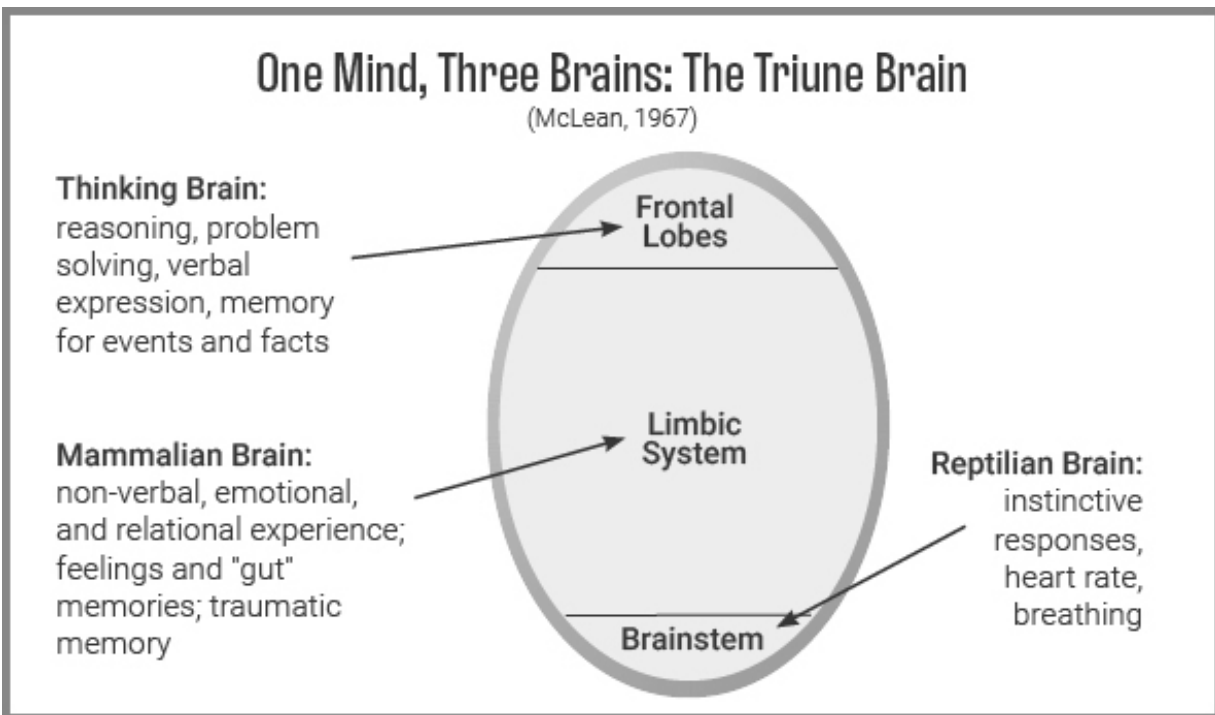 One Mind, Three Brains: The Triune Brain
(McLean, 1967)
Thinking Brain:
reasoning, problem
solving, verbal
expression, memory
for events and facts
Frontal
Lobes
Mammalian Brain:
non-verbal, emotional,
and relational experience;
feelings and "gut"
memories; traumatic
memory
Limbic
System
Reptilian Brain:
instinctive
responses,
heart rate,
breathing
Brainstem